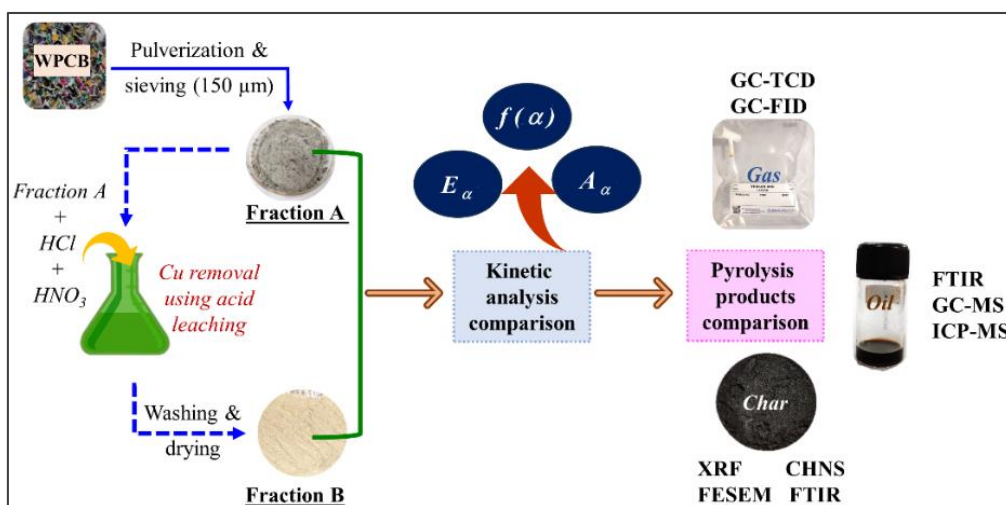 WPCB
Pulverization &
sieving (150 µm)
Fraction A
Fraction A
+
HCl
+
HNO₃
Cu removal
using acid
leaching
Washing &
drying
Fraction B
f(α)
E α
A α
Kinetic
analysis
comparison
Pyrolysis
products
comparison
GC-TCD
GC-FID
Gas
Oil
FTIR
GC-MS
ICP-MS
Char
XRF CHNS
FESEM FTIR